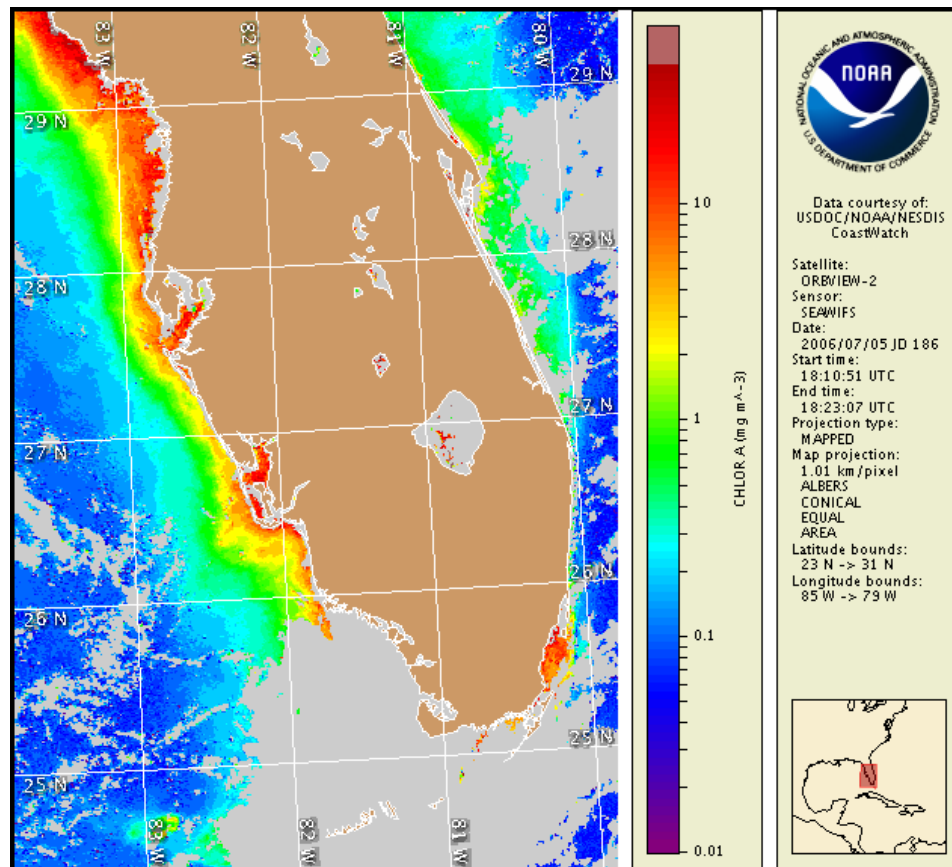 83 W
82 W
81 W
80 W
29 N
29 N
28 N
28 N
27 N
27 N
26 N
26 N
25 N
25 N
83 W
82 W
81 W
10
1
0.1
0.01
CHLOR A (mg m^-3)
NATIONAL OCEANIC AND ATMOSPHERIC ADMINISTRATION
NOAA
U.S. DEPARTMENT OF COMMERCE
Data courtesy of:
USDOC/NOAA/NESDIS
CoastWatch
Satellite:
ORBVIEW-2
Sensor:
SEAWIFS
Date:
2006/07/05 JD 186
Start time:
18:10:51 UTC
End time:
18:23:07 UTC
Projection type:
MAPPED
Map projection:
1.01 km/pixel
ALBERS
CONICAL
EQUAL
AREA
Latitude bounds:
23 N -> 31 N
Longitude bounds:
85 W -> 79 W